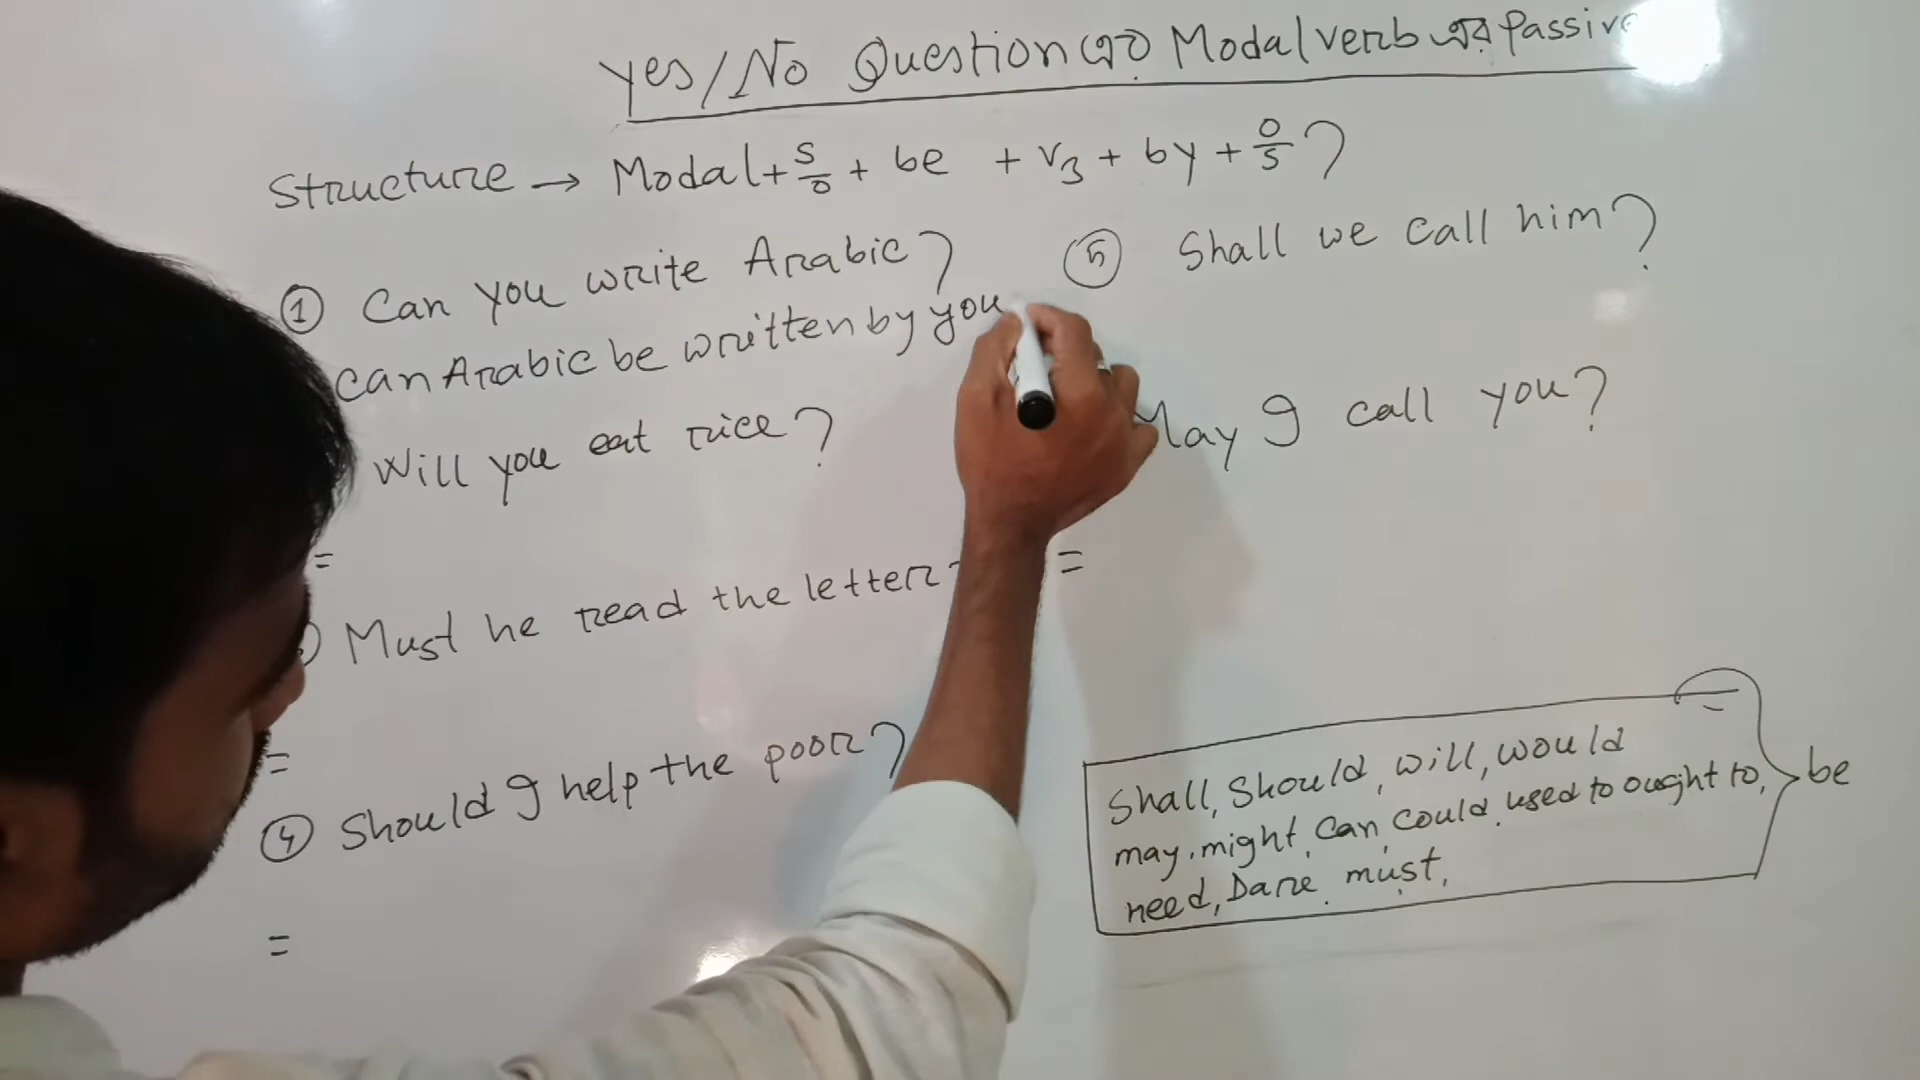 Yes/No Question এর Modal verb এর Passive
Structure → Modal + S/O + be + V3 + by + O/S ?
① Can you write Arabic?
can Arabic be written by you
Will you eat rice?
=
Must he read the letter?
=
④ Should I help the poor?
=
⑤ Shall we call him?
May I call you?
=
Shall, Should, will, would
may, might, Can, Could, used to ought to,
need, Dare, must,
be